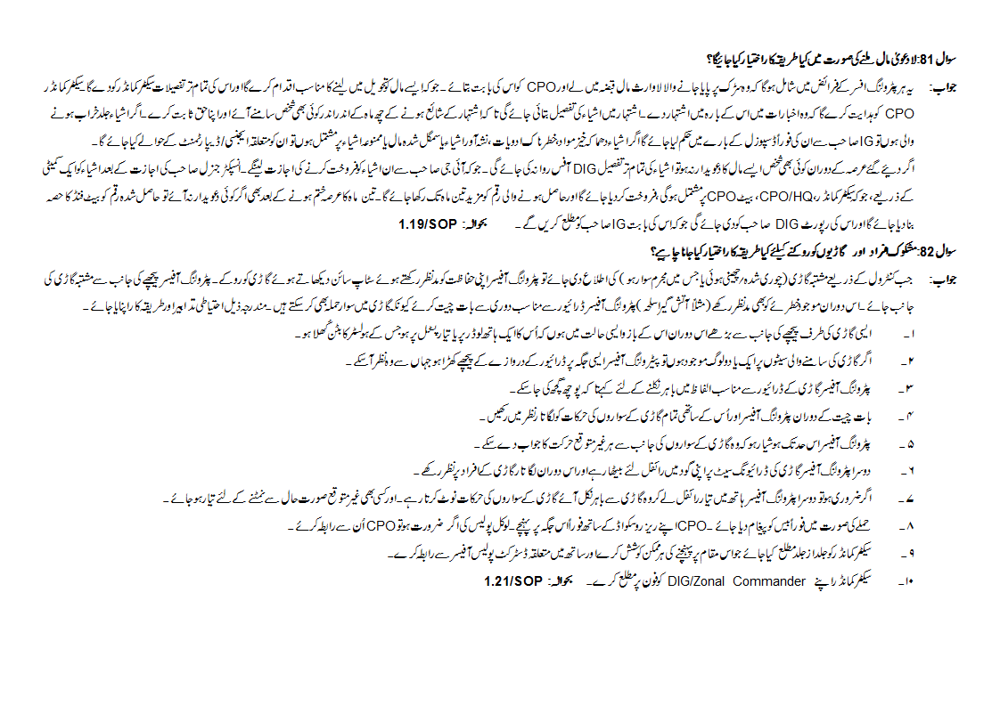 سوال 81: لا دعویٰ مال ملنے کی صورت میں کیا طریقہ کار اختیار کیا جائیگا؟
جواب: یہ ہر پٹرولنگ افسر کے فرائض میں شامل ہوگا کہ وہ سڑک پر پایا جانے والا لاوارث مال قبضہ میں لے اور CPO کو اس کی بابت بتائے ۔ جو کہ ایسے مال کو تحویل میں لینے کا مناسب اقدام کرے گا اور اس کی تمام تر تفصیلات سیکٹر کمانڈر کو دے گا۔ سیکٹر کمانڈر
CPO کو ہدایت کرے گا کہ وہ اخبارات میں اس کے بارہ میں اشتہار دے ۔ اشتہار میں اشیاء کی تفصیل بتائی جائے گی تا کہ اشتہار کے شائع ہونے کے چھ ماہ کے اندر اندر کوئی بھی شخص سامنے آئے اور اپنا حق ثابت کرے ۔ اگر اشیاء جلد خراب ہونے
والی ہوں تو IG صاحب سے ان کی فوراً ڈسپوزل کے بارے میں حکم لیا جائے گا اگر اشیاء دھماکہ خیز مواد، خطرناک ادویات، نشہ آور اشیاء یا سمگل شدہ مال یا ممنوعہ اشیاء پر مشتمل ہوں تو ان کو متعلقہ ایجنسی/ڈیپارٹمنٹ کے حوالے کیا جائے گا ۔
اگر دیئے گئے عرصہ کے دوران کوئی بھی شخص ایسے مال کا دعویدار نہ ہو تو اشیاء کی تمام تر تفصیل DIG آفس روانہ کی جائے گی ۔ جو کہ آئی جی صاحب سے ان اشیاء کو فروخت کرنے کی اجازت لینگے۔ انسپکٹر جنرل صاحب کی اجازت کے بعد اشیاء کو ایک کمیٹی
کے ذریعے، جو کہ سیکٹر کمانڈر، CPO/HQ، بیٹ CPO پر مشتمل ہوگی ، فروخت کر دیا جائے گا اور حاصل ہونے والی رقم کو مزید تین ماہ تک رکھا جائے گا۔ تین ماہ کا عرصہ ختم ہونے کے بعد بھی اگر کوئی دعویدار نہ آئے تو حاصل شدہ رقم کو بیٹ فنڈ کا حصہ
بنا دیا جائے گا اور اس کی رپورٹ DIG صاحب کو دی جائے گی جو کہ اس کی بابت IG صاحب کو مطلع کریں گے ۔ بحوالہ: 1.19/SOP
سوال 82: مشکوک افراد اور گاڑیوں کو روکنے کیلئے کیا طریقہ کار اختیار کیا جانا چاہیے؟
جواب: جب کنٹرول کے ذریعے مشتبہ گاڑی (چوری شدہ رچھینی ہوئی یا جس میں مجرم سوار ہو) کی اطلاع دی جائے تو پٹرولنگ آفیسر اپنی حفاظت کو مدنظر رکھتے ہوئے سٹاپ سائن دیکھاتے ہوئے گاڑی کو روکے۔ پٹرولنگ آفیسر پیچھے کی جانب سے مشتبہ گاڑی کی
جانب جائے ۔ اس دوران موجود خطرے کو بھی مدنظر رکھے (مثلاً آتش گیر اسلحہ) پٹرولنگ آفیسر ڈرائیور سے مناسب دوری سے بات چیت کرئے کیونکہ گاڑی میں سوار حملہ بھی کر سکتے ہیں ۔ مندرجہ ذیل احتیاطی تدابیر اور طریقہ کار اپنایا جائے ۔
۱۔ ایسی گاڑی کی طرف پیچھے کی جانب سے بڑھے اس دوران اس کے بازو ایسی حالت میں ہوں کہ اُس کا ایک ہاتھ لوڈر پر یا تیار پسٹل پر ہو جس کے ہولسٹر کا بٹن کُھلا ہو ۔
۲۔ اگر گاڑی کی سامنے والی سیٹوں پر ایک یا دو لوگ موجود ہوں تو پیٹرولنگ آفیسر ایسی جگہ پر ڈرائیور کے دروازے کے پیچھے کھڑا ہو جہاں سے وہ نظر آسکے ۔
۳۔ پٹرولنگ آفیسر گاڑی کے ڈرائیور سے مناسب الفاظ میں باہر نکلنے کے لئے کہے تا کہ پوچھ گچھ کی جاسکے ۔
۴۔ بات چیت کے دوران پٹرولنگ آفیسر اور اُس کے ساتھی تمام گاڑی کے سواروں کی حرکات کو لگا تار نظر میں رکھیں ۔
۵۔ پٹرولنگ آفیسر اس حد تک ہوشیار ہو کہ وہ گاڑی کے سواروں کی جانب سے ہر غیر متوقع حرکت کا جواب دے سکے ۔
۶۔ دوسرا پٹرولنگ آفیسر گاڑی کی ڈرائیونگ سیٹ پر اپنی گود میں رائفل لئے بیٹھا رہے اور اس دوران لگا تار گاڑی کے افراد پر نظر رکھے ۔
۷۔ اگر ضروری ہو تو دوسرا پٹرولنگ آفیسر ہاتھ میں تیار رائفل لے کر وہ گاڑی سے باہر نکل آئے گاڑی کے سواروں کی حرکات نوٹ کرتا رہے ۔ اور کسی بھی غیر متوقع صورت حال سے نمٹنے کے لئے تیار ہو جائے ۔
۸۔ حملے کی صورت میں فوراً بیس کو پیغام دیا جائے ۔ CPO اپنے ریزرو سکواڈ کے ساتھ فوراً اس جگہ پر پہنچے ۔ لوکل پولیس کی اگر ضرورت ہو تو CPO اُن سے رابطہ کرئے ۔
۹۔ سیکٹر کمانڈر کو جلد از جلد مطلع کیا جائے جو اس مقام پر پہنچنے کی ہر ممکن کوشش کرے اور ساتھ میں متعلقہ ڈسٹرکٹ پولیس آفیسر سے رابطہ کرے۔
۱۰۔ سیکٹر کمانڈر اپنے DIG/Zonal Commander کو فون پر مطلع کرے ۔ بحوالہ: 1.21/SOP